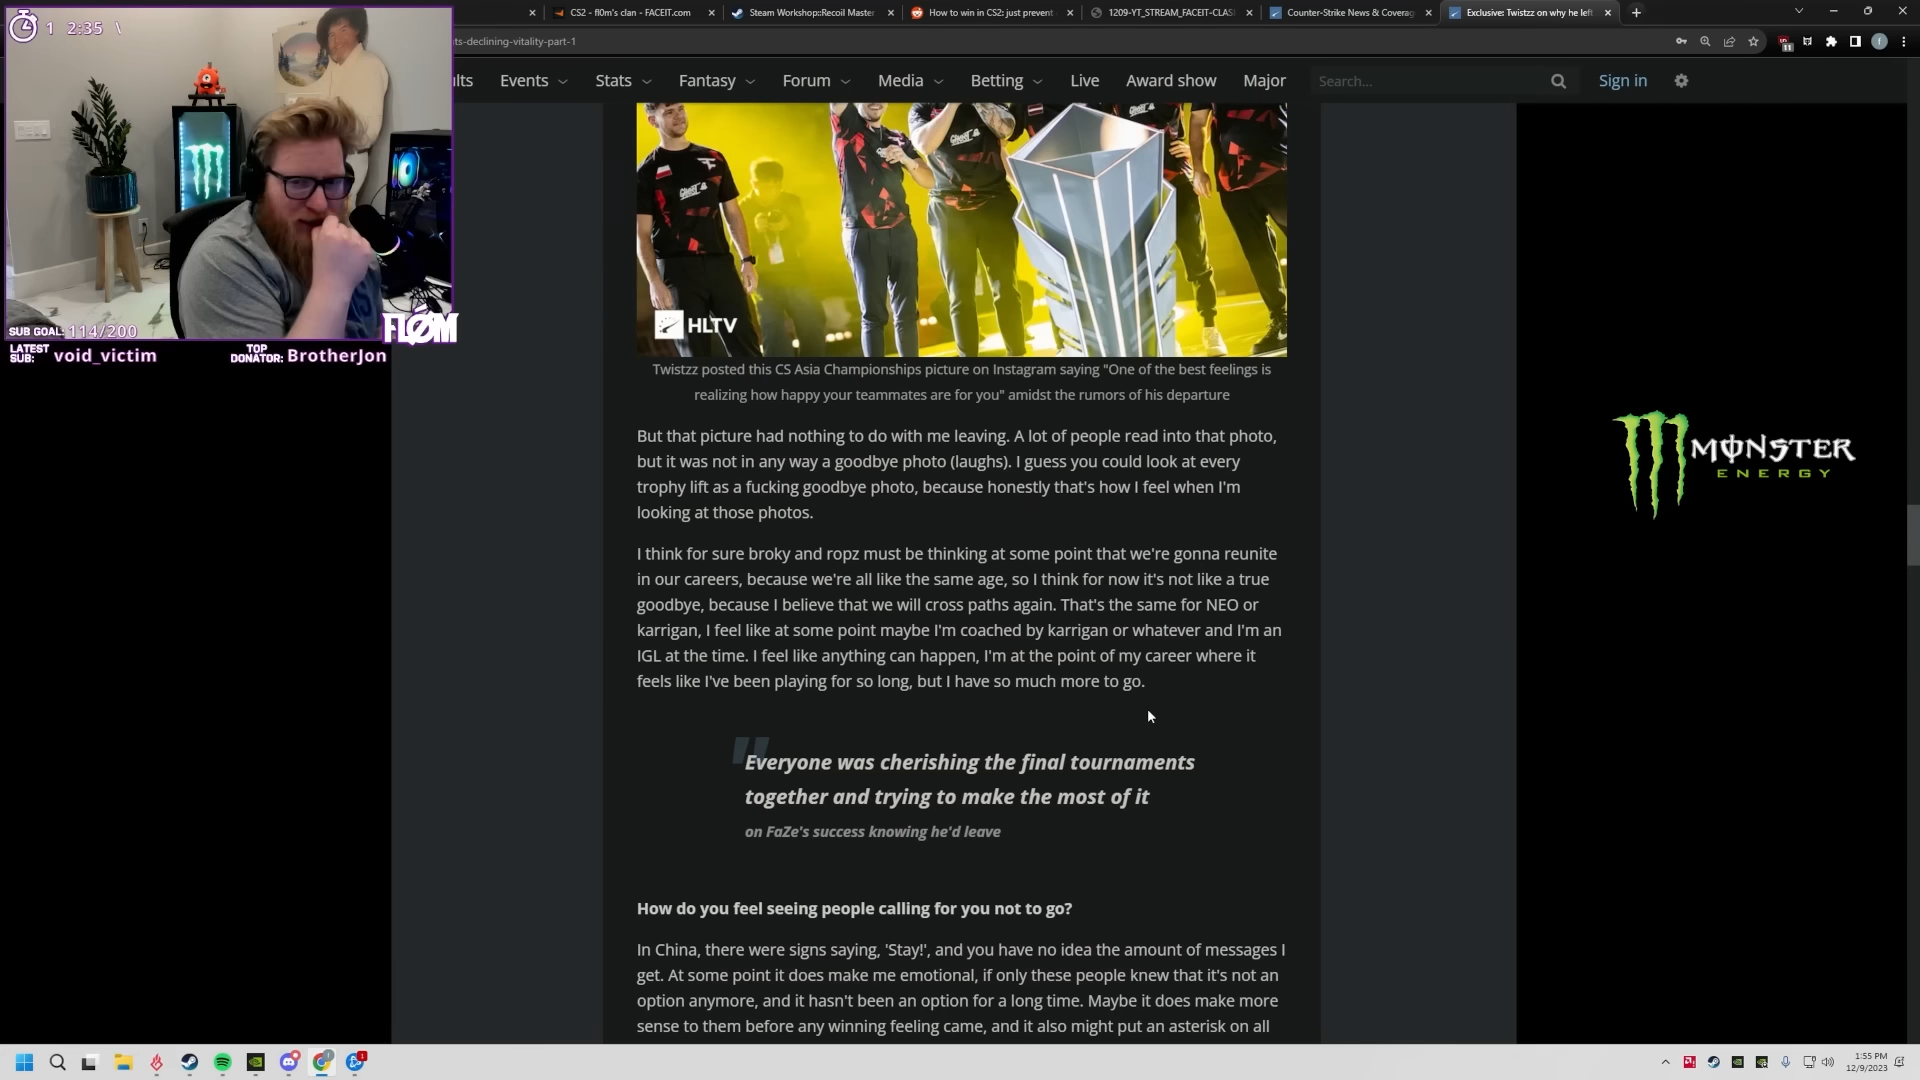 1 2:35 \
SUB GOAL: 114/200
FLØM
LATEST SUB: void_victim
TOP DONATOR: BrotherJon
CS2 - fl0m's clan - FACEIT.com
Steam Workshop::Recoil Master
How to win in CS2: just prevent
1209-YT_STREAM_FACEIT-CLAS
Counter-Strike News & Coverag
Exclusive: Twistzz on why he left
ts-declining-vitality-part-1
11
ults Events Stats Fantasy Forum Media Betting Live Award show Major Search... Sign in
HLTV
Twistzz posted this CS Asia Championships picture on Instagram saying "One of the best feelings is
realizing how happy your teammates are for you" amidst the rumors of his departure
But that picture had nothing to do with me leaving. A lot of people read into that photo,
but it was not in any way a goodbye photo (laughs). I guess you could look at every
trophy lift as a fucking goodbye photo, because honestly that's how I feel when I'm
looking at those photos.
MONSTER
ENERGY
I think for sure broky and ropz must be thinking at some point that we're gonna reunite
in our careers, because we're all like the same age, so I think for now it's not like a true
goodbye, because I believe that we will cross paths again. That's the same for NEO or
karrigan, I feel like at some point maybe I'm coached by karrigan or whatever and I'm an
IGL at the time. I feel like anything can happen, I'm at the point of my career where it
feels like I've been playing for so long, but I have so much more to go.
"Everyone was cherishing the final tournaments
together and trying to make the most of it
on FaZe's success knowing he'd leave
How do you feel seeing people calling for you not to go?
In China, there were signs saying, 'Stay!', and you have no idea the amount of messages I
get. At some point it does make me emotional, if only these people knew that it's not an
option anymore, and it hasn't been an option for a long time. Maybe it does make more
sense to them before any winning feeling came, and it also might put an asterisk on all
1:55 PM
12/9/2023